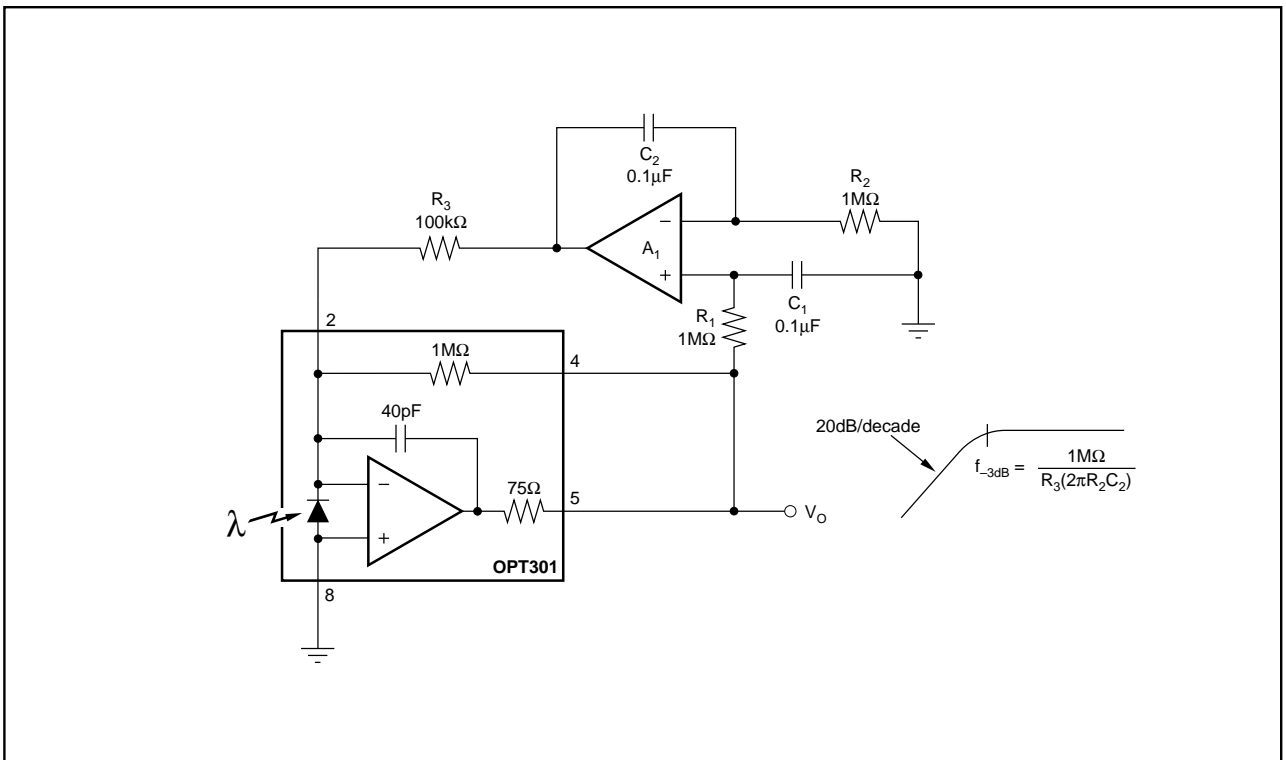 C₂
0.1μF
R₂
1MΩ
R₃
100kΩ
–
A₁
+
C₁
0.1μF
R₁
1MΩ
2
1MΩ
4
40pF
20dB/decade
f₋₃dB = 1MΩ / R₃(2πR₂C₂)
75Ω
5
–
λ
+
V_O
OPT301
8